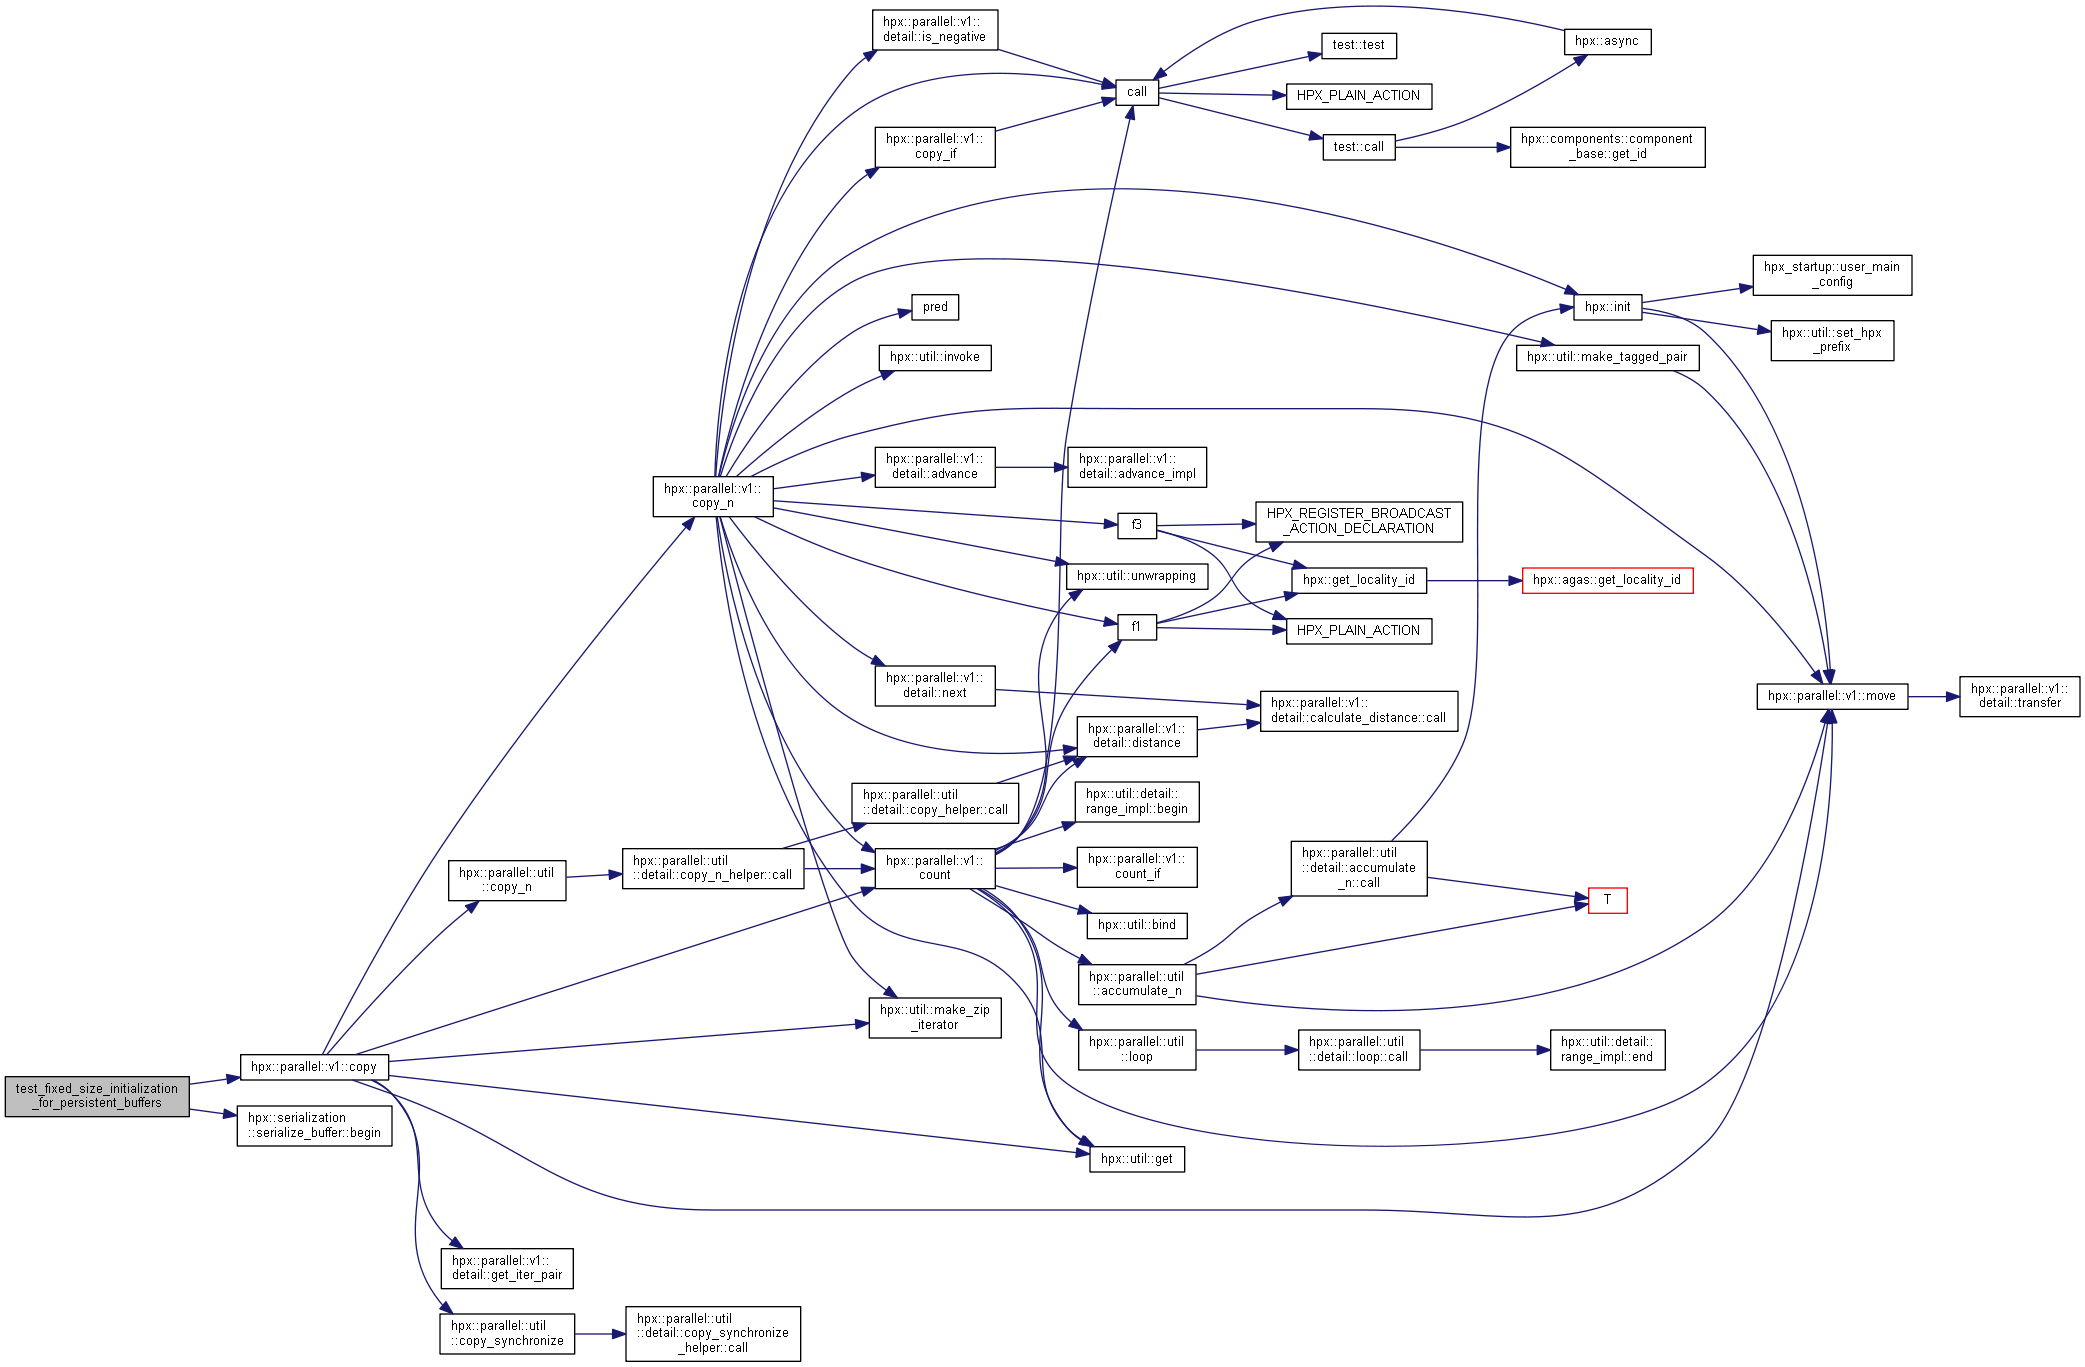 hpx::parallel::v1::
detail::is_negative
test::test
hpx::async
call
HPX_PLAIN_ACTION
hpx::parallel::v1::
copy_if
test::call
hpx::components::component
_base::get_id
hpx_startup::user_main
_config
pred
hpx::init
hpx::util::set_hpx
_prefix
hpx::util::invoke
hpx::util::make_tagged_pair
hpx::parallel::v1::
copy_n
hpx::parallel::v1::
detail::advance
hpx::parallel::v1::
detail::advance_impl
f3
HPX_REGISTER_BROADCAST
_ACTION_DECLARATION
hpx::util::unwrapping
hpx::get_locality_id
hpx::agas::get_locality_id
f1
HPX_PLAIN_ACTION
hpx::parallel::v1::
detail::next
hpx::parallel::v1::
detail::calculate_distance::call
hpx::parallel::v1::move
hpx::parallel::v1::
detail::transfer
hpx::parallel::v1::
detail::distance
hpx::parallel::util
::detail::copy_helper::call
hpx::util::detail::
range_impl::begin
hpx::parallel::util
::copy_n
hpx::parallel::util
::detail::copy_n_helper::call
hpx::parallel::v1::
count
hpx::parallel::v1::
count_if
hpx::parallel::util
::detail::accumulate
_n::call
T
hpx::util::bind
hpx::parallel::util
::accumulate_n
hpx::util::make_zip
_iterator
hpx::parallel::util
::loop
hpx::parallel::util
::detail::loop::call
hpx::util::detail::
range_impl::end
test_fixed_size_initialization
_for_persistent_buffers
hpx::parallel::v1::copy
hpx::serialization
::serialize_buffer::begin
hpx::util::get
hpx::parallel::v1::
detail::get_iter_pair
hpx::parallel::util
::copy_synchronize
hpx::parallel::util
::detail::copy_synchronize
_helper::call